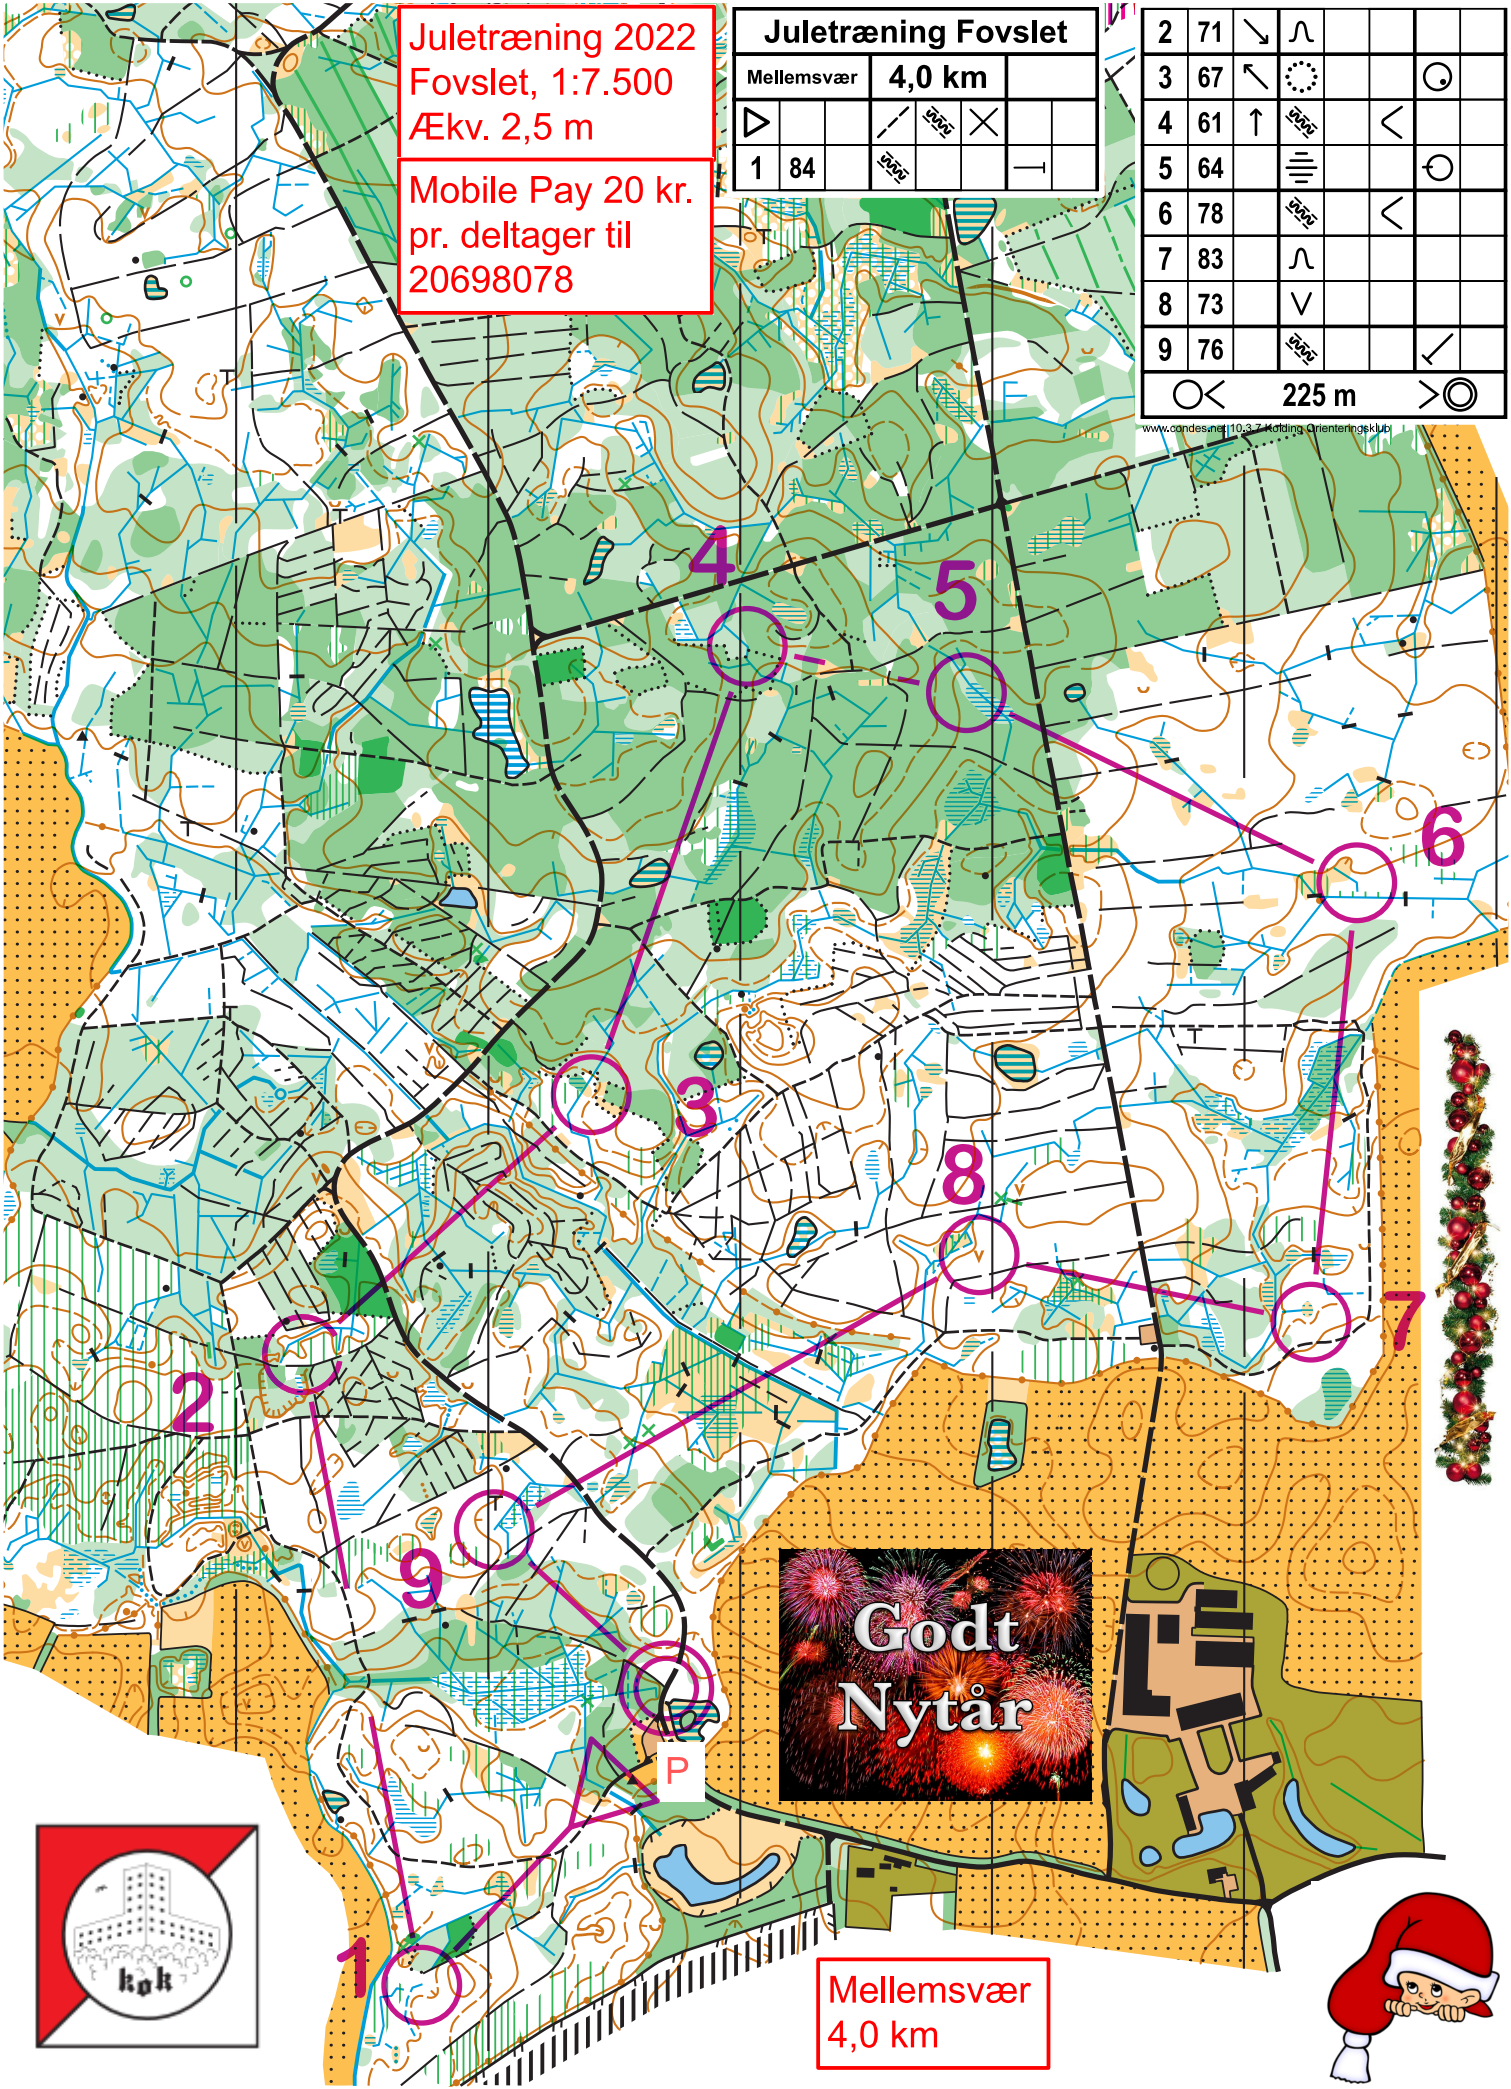 Juletræning 2022
Fovslet, 1:7.500
Ækv. 2,5 m
Mobile Pay 20 kr.
pr. deltager til
20698078
Juletræning Fovslet
Mellemsvær 4,0 km
1 84
2 71
3 67
4 61
5 64
6 78
7 83
8 73
9 76
225 m
www.condes.net 10.3.7 Kolding Orienteringsklub
4
5
6
3
8
7
2
9
1
P
Godt
Nytår
kok
Mellemsvær
4,0 km